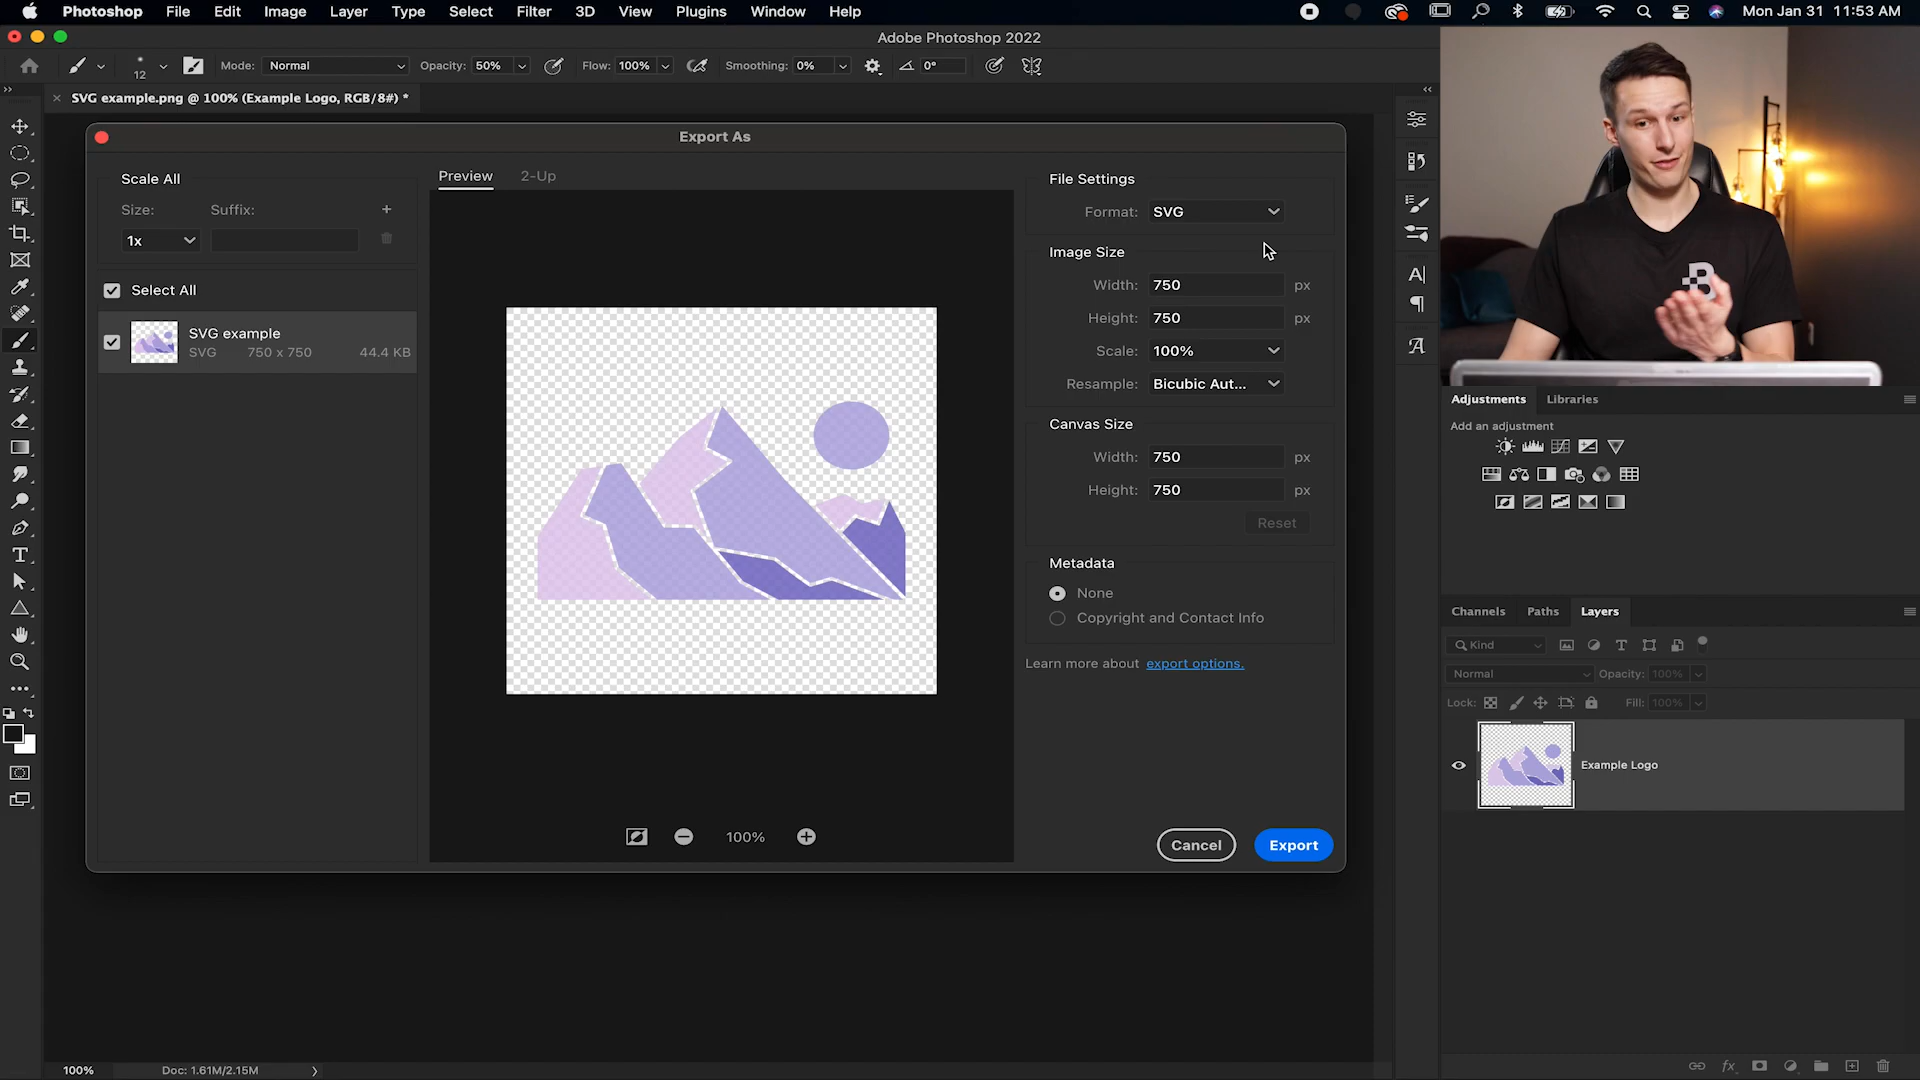 Photoshop File Edit Image Layer Type Select Filter 3D View Plugins Window Help Mon Jan 31 11:53 AM
Adobe Photoshop 2022
12 Mode: Normal Opacity: 50% Flow: 100% Smoothing: 0% 0°
SVG example.png @ 100% (Example Logo, RGB/8#) *
Export As
Scale All
Size: Suffix:
1x
Select All
SVG example
SVG 750 x 750 44.4 KB
Preview 2-Up
100%
File Settings
Format: SVG
Image Size
Width: 750 px
Height: 750 px
Scale: 100%
Resample: Bicubic Aut...
Canvas Size
Width: 750 px
Height: 750 px
Reset
Metadata
None
Copyright and Contact Info
Learn more about export options.
Cancel Export
Adjustments Libraries
Add an adjustment
Channels Paths Layers
Kind
Normal Opacity: 100%
Lock: Fill: 100%
Example Logo
100% Doc: 1.61M/2.15M